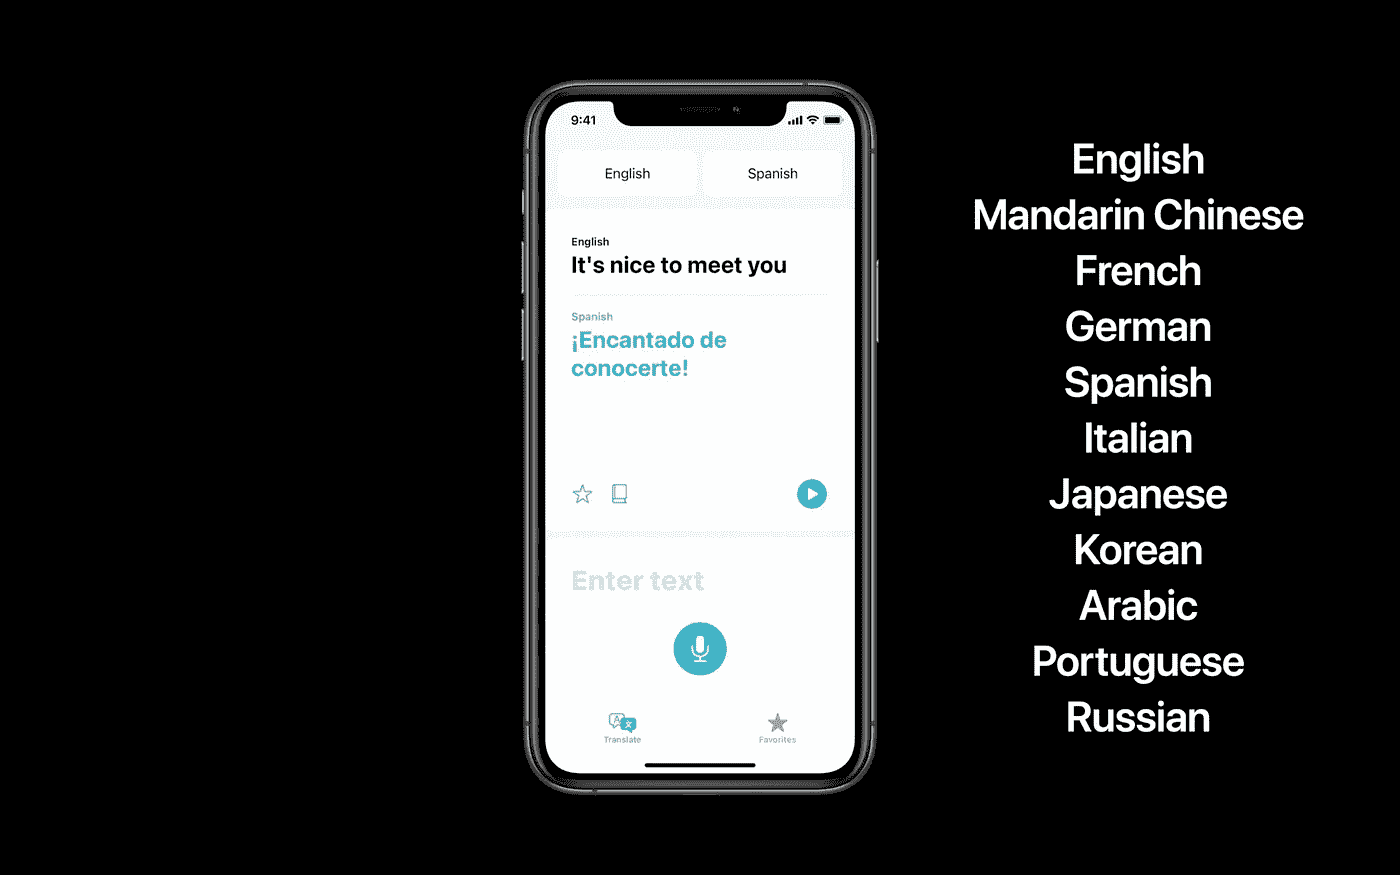 9:41
English
Spanish
English
It's nice to meet you
Spanish
¡Encantado de
conocerte!
Enter text
Translate
Favorites
English
Mandarin Chinese
French
German
Spanish
Italian
Japanese
Korean
Arabic
Portuguese
Russian